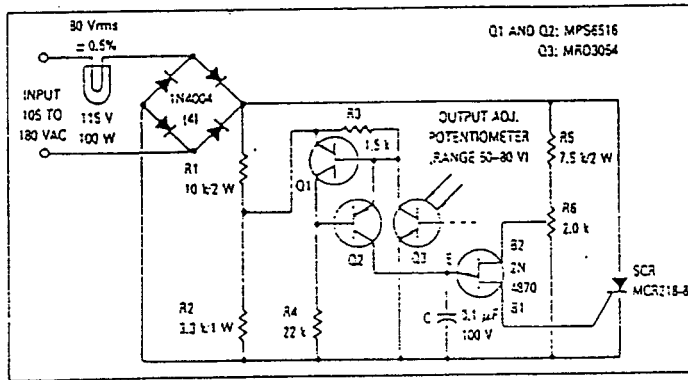 80 Vrms
± 0.5%
INPUT
105 TO
180 VAC
115 V
100 W
1N4004
(4)
R1
10 k/2 W
R2
3.3 k/1 W
R3
1.5 k
Q1
Q2
Q3
R4
22 k
OUTPUT ADJ.
POTENTIOMETER
(RANGE 50-80 V)
Q1 AND Q2: MPS6516
Q3: MRD3054
R5
7.5 k/2 W
R6
2.0 k
E
B2
2N
4870
B1
C
0.1 µF
100 V
SCR
MCR218-8